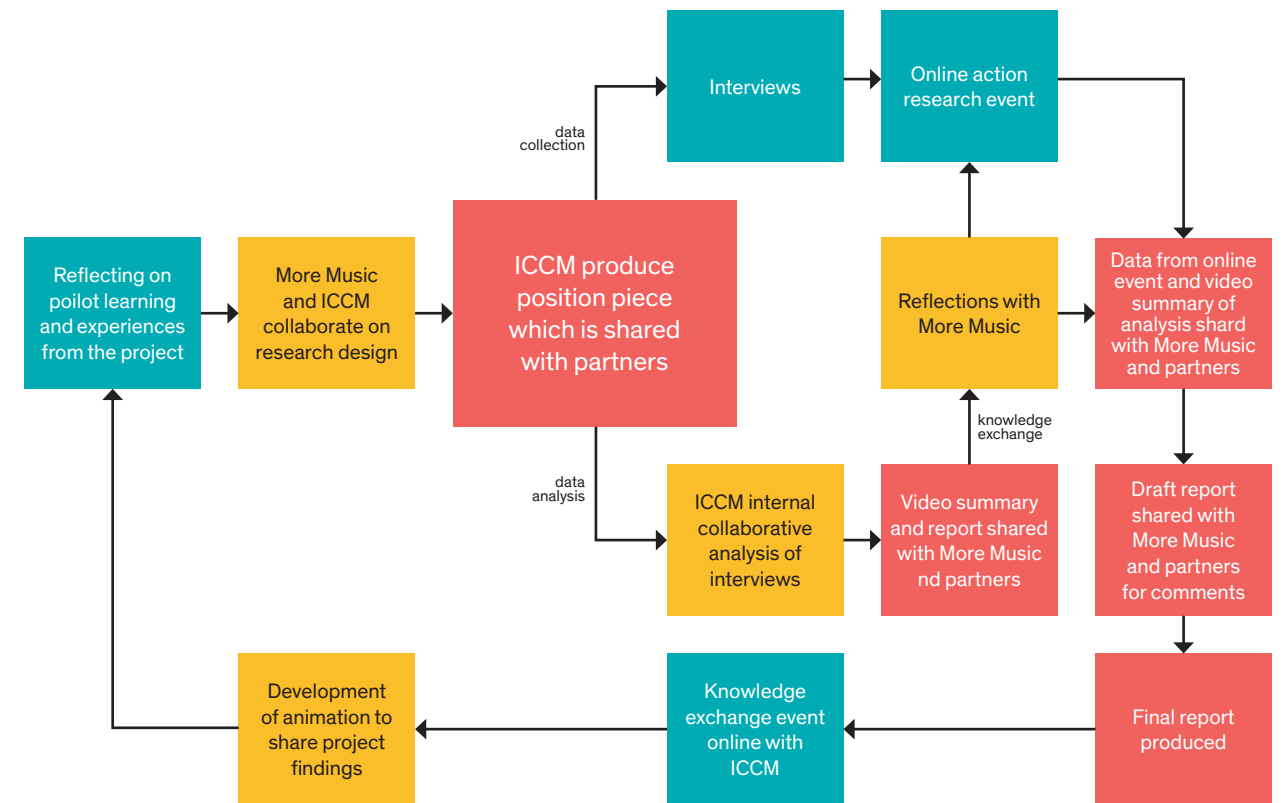 Interviews
Online action
research event
data
collection
Reflecting on
poilot learning
and experiences
from the project
More Music
and ICCM
collaborate on
research design
ICCM produce
position piece
which is shared
with partners
Reflections with
More Music
Data from online
event and video
summary of
analysis shard
with More Music
and partners
knowledge
exchange
data
analysis
ICCM internal
collaborative
analysis of
interviews
Video summary
and report shared
with More Music
nd partners
Draft report
shared with
More Music
and partners
for comments
Development
of animation to
share project
findings
Knowledge
exchange event
online with
ICCM
Final report
produced